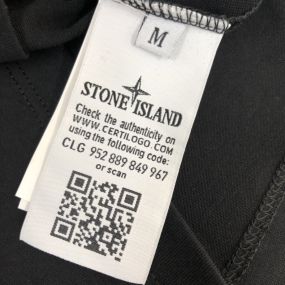 M
STONE ISLAND
Check the authenticity on
WWW.CERTILOGO.COM
using the following code:
CLG 952 889 849 967
or scan